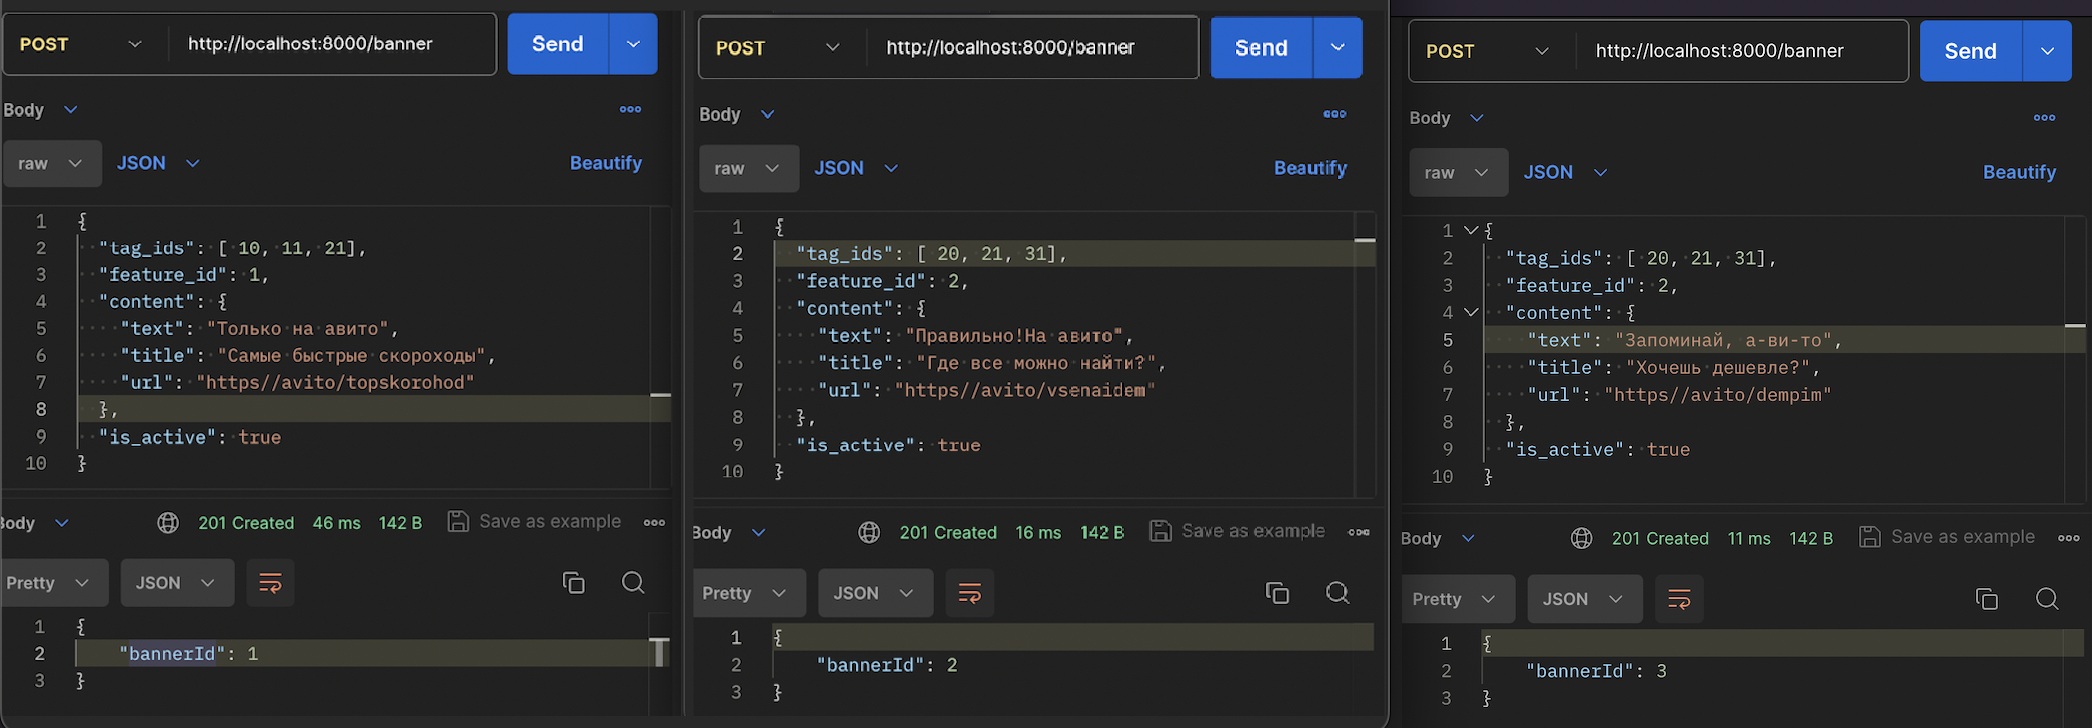 POST http://localhost:8000/banner Send
Body
raw JSON Beautify
1 {
2 "tag_ids": [ 10, 11, 21],
3 "feature_id": 1,
4 "content": {
5 "text": "Только на авито",
6 "title": "Самые быстрые скороходы",
7 "url": "https//avito/topskorohod"
8 },
9 "is_active": true
10 }
Body 201 Created 46 ms 142 B Save as example
Pretty JSON
1 {
2 "bannerId": 1
3 }
POST http://localhost:8000/banner Send
Body
raw JSON Beautify
1 {
2 "tag_ids": [ 20, 21, 31],
3 "feature_id": 2,
4 "content": {
5 "text": "Правильно!На авито",
6 "title": "Где все можно найти?",
7 "url": "https//avito/vsenaidem"
8 },
9 "is_active": true
10 }
Body 201 Created 16 ms 142 B Save as example
Pretty JSON
1 {
2 "bannerId": 2
3 }
POST http://localhost:8000/banner Send
Body
raw JSON Beautify
1 {
2 "tag_ids": [ 20, 21, 31],
3 "feature_id": 2,
4 "content": {
5 "text": "Запоминай, а-ви-то",
6 "title": "Хочешь дешевле?",
7 "url": "https//avito/dempim"
8 },
9 "is_active": true
10 }
Body 201 Created 11 ms 142 B Save as example
Pretty JSON
1 {
2 "bannerId": 3
3 }